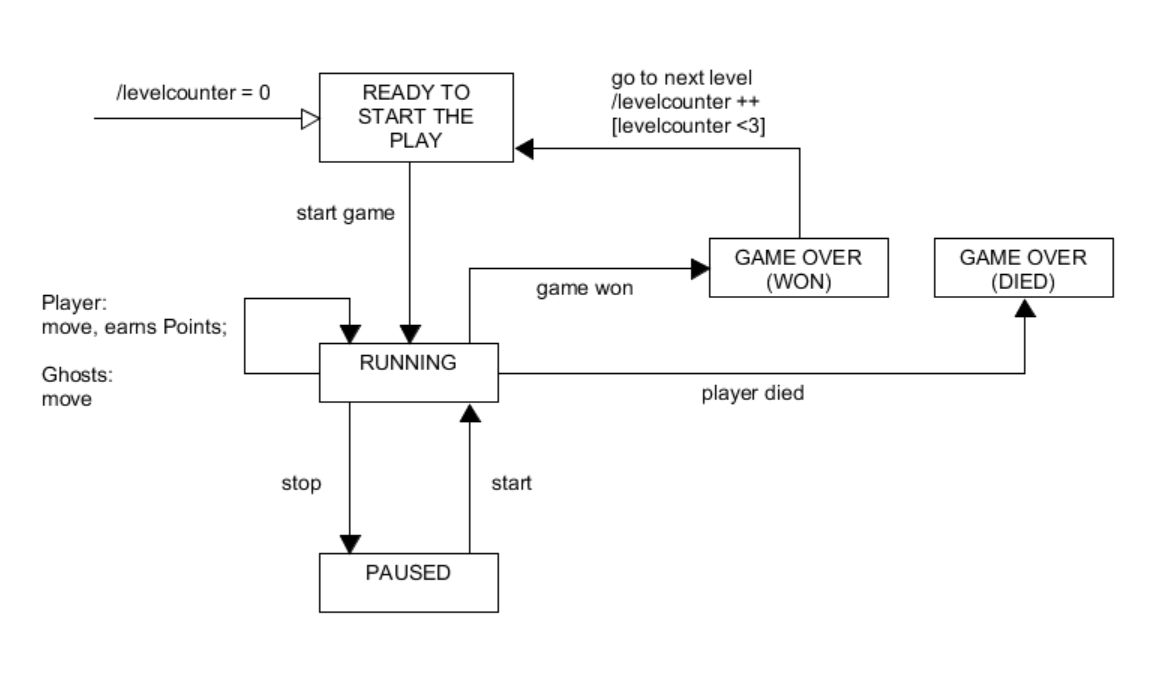 /levelcounter = 0
READY TO
START THE
PLAY
go to next level
/levelcounter ++
[levelcounter <3]
start game
GAME OVER
(WON)
GAME OVER
(DIED)
game won
Player:
move, earns Points;
Ghosts:
move
RUNNING
player died
stop
start
PAUSED